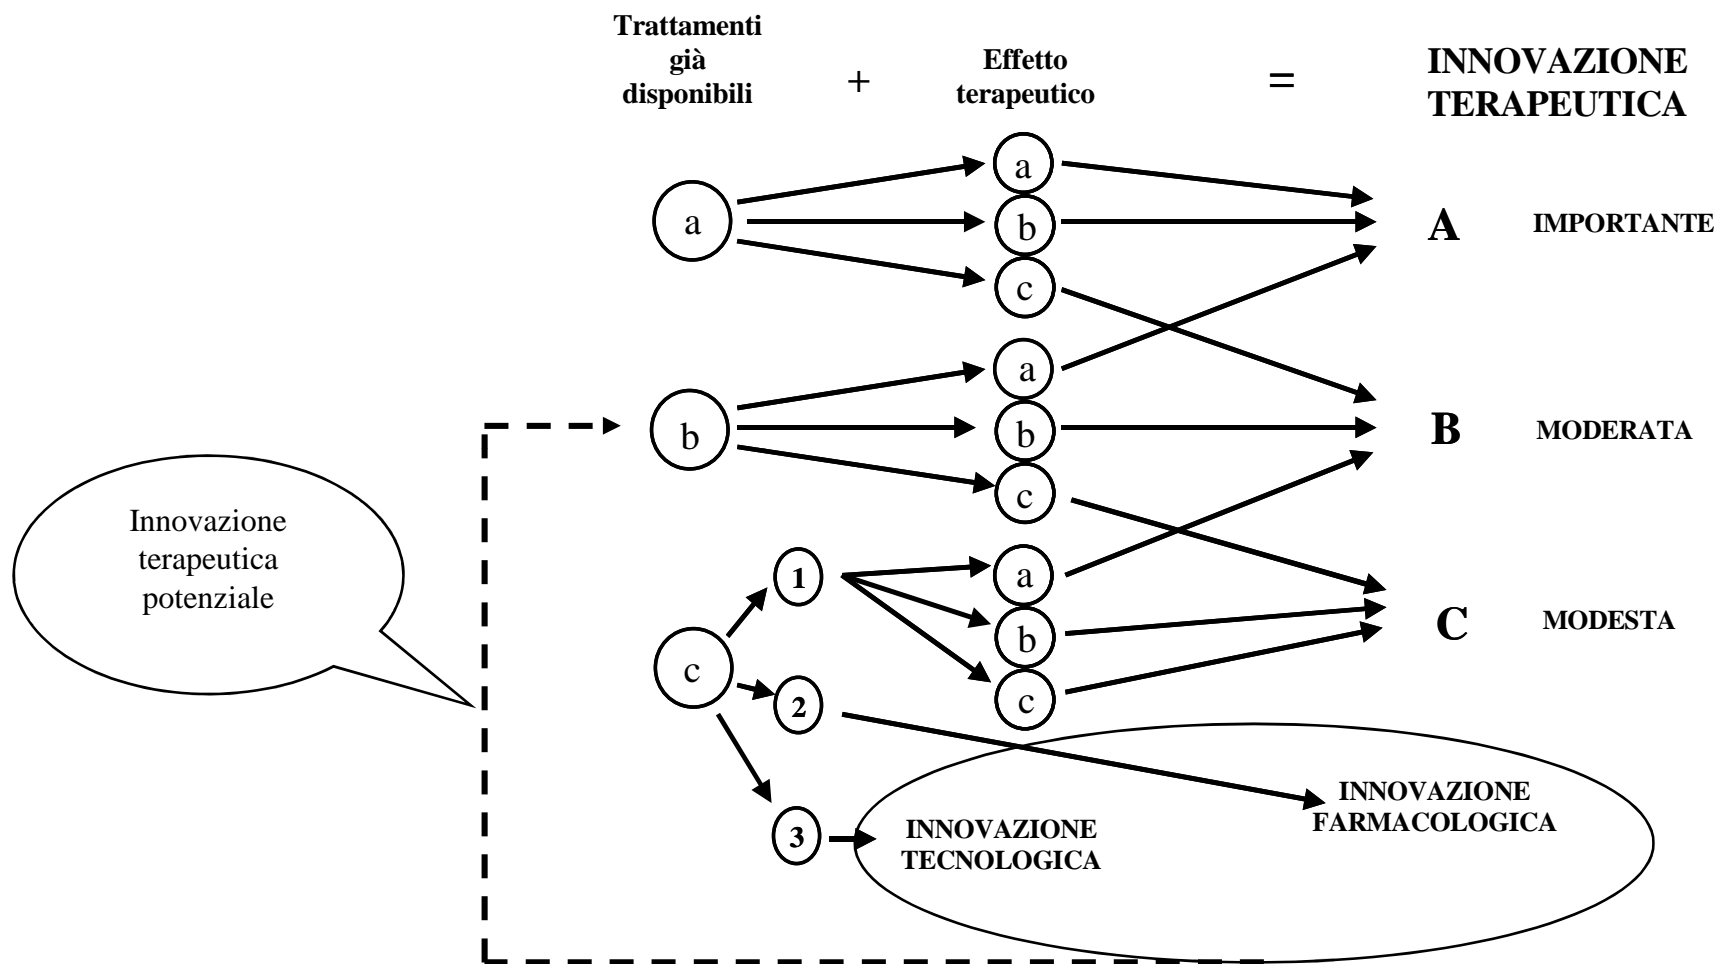 Trattamenti
già
disponibili
+
Effetto
terapeutico
=
INNOVAZIONE
TERAPEUTICA
a
a
b
c
A
IMPORTANTE
b
a
b
c
B
MODERATA
Innovazione
terapeutica
potenziale
c
1
2
3
a
b
c
C
MODESTA
INNOVAZIONE
FARMACOLOGICA
INNOVAZIONE
TECNOLOGICA